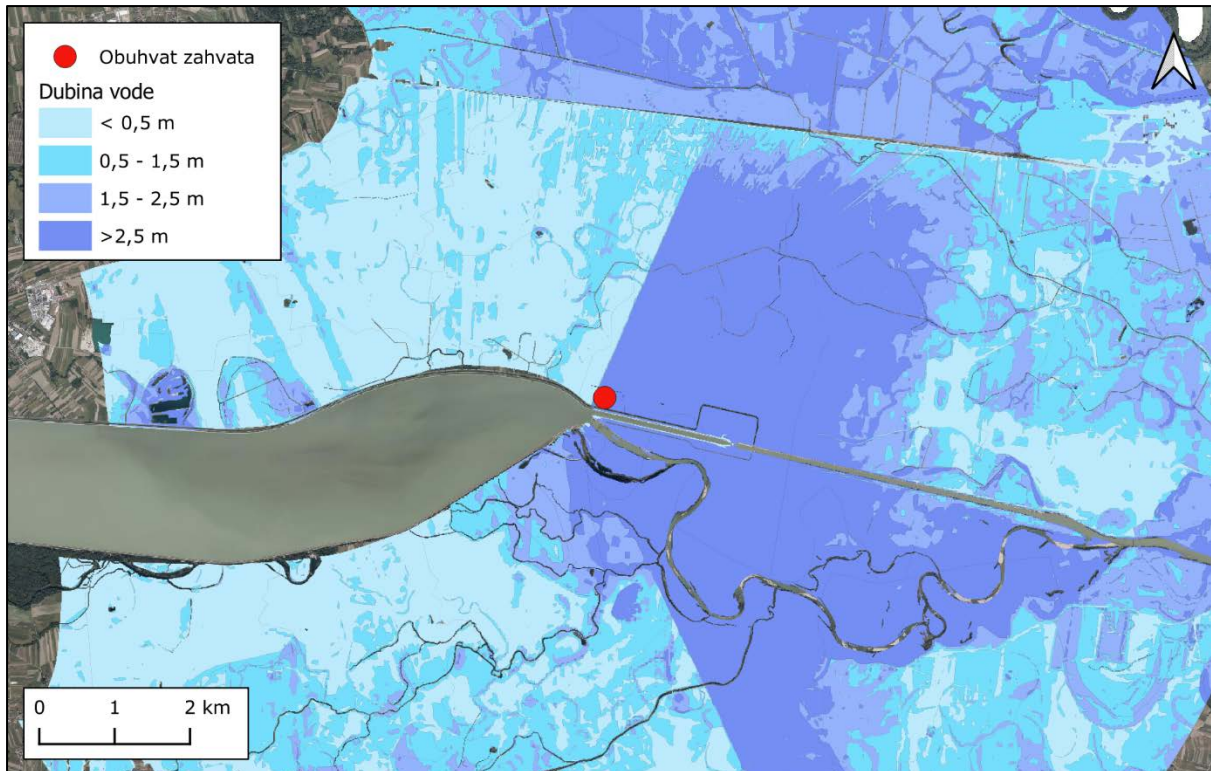 Obuhvat zahvata
Dubina vode
< 0,5 m
0,5 - 1,5 m
1,5 - 2,5 m
>2,5 m
0 1 2 km